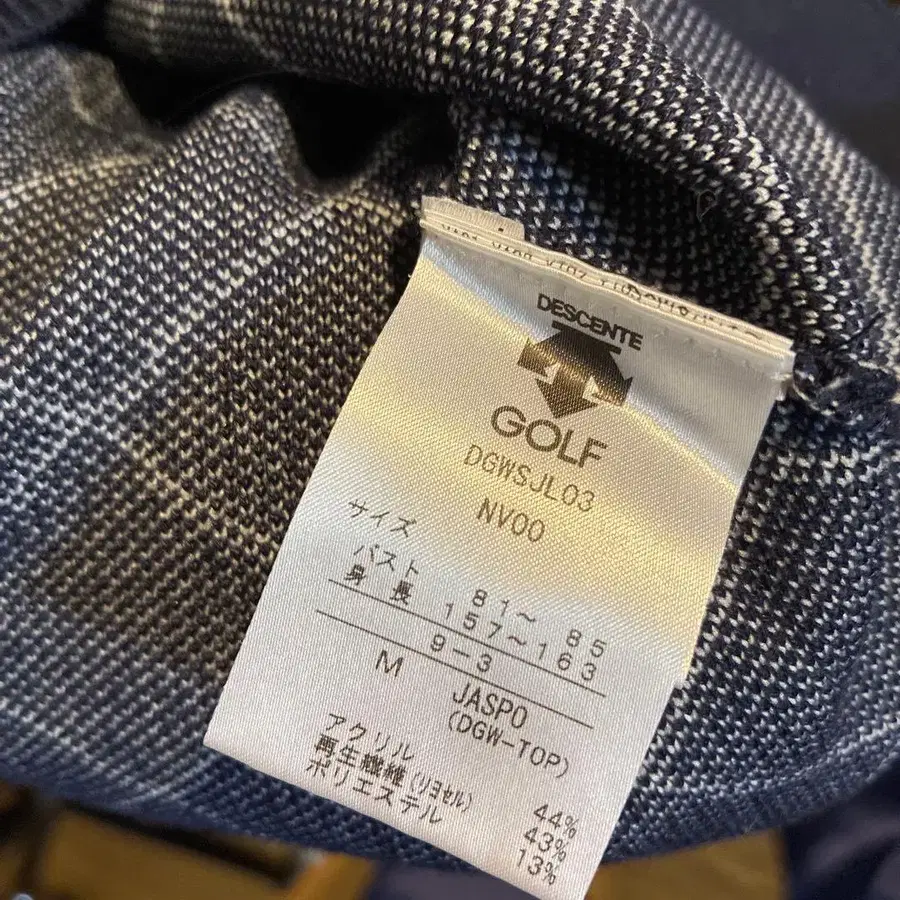 DESCENTE
GOLF
DGWSJL03
NV00
サイズ
バスト 81～85
身長 157～163
9-3
M JASPO
(DGW-TOP)
アクリル 44%
再生繊維(リヨセル) 43%
ポリエステル 13%